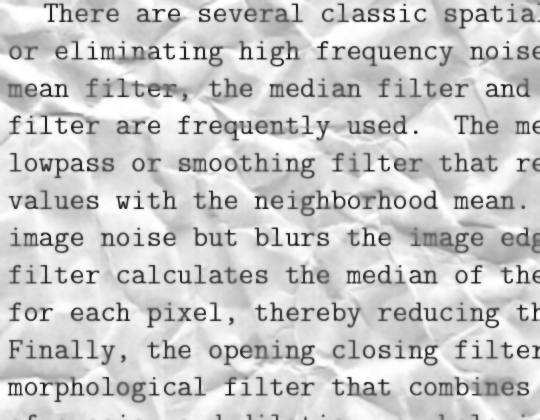 There are several classic spatial
or eliminating high frequency noise
mean filter, the median filter and
filter are frequently used. The me
lowpass or smoothing filter that re
values with the neighborhood mean.
image noise but blurs the image edg
filter calculates the median of the
for each pixel, thereby reducing th
Finally, the opening closing filter
morphological filter that combines